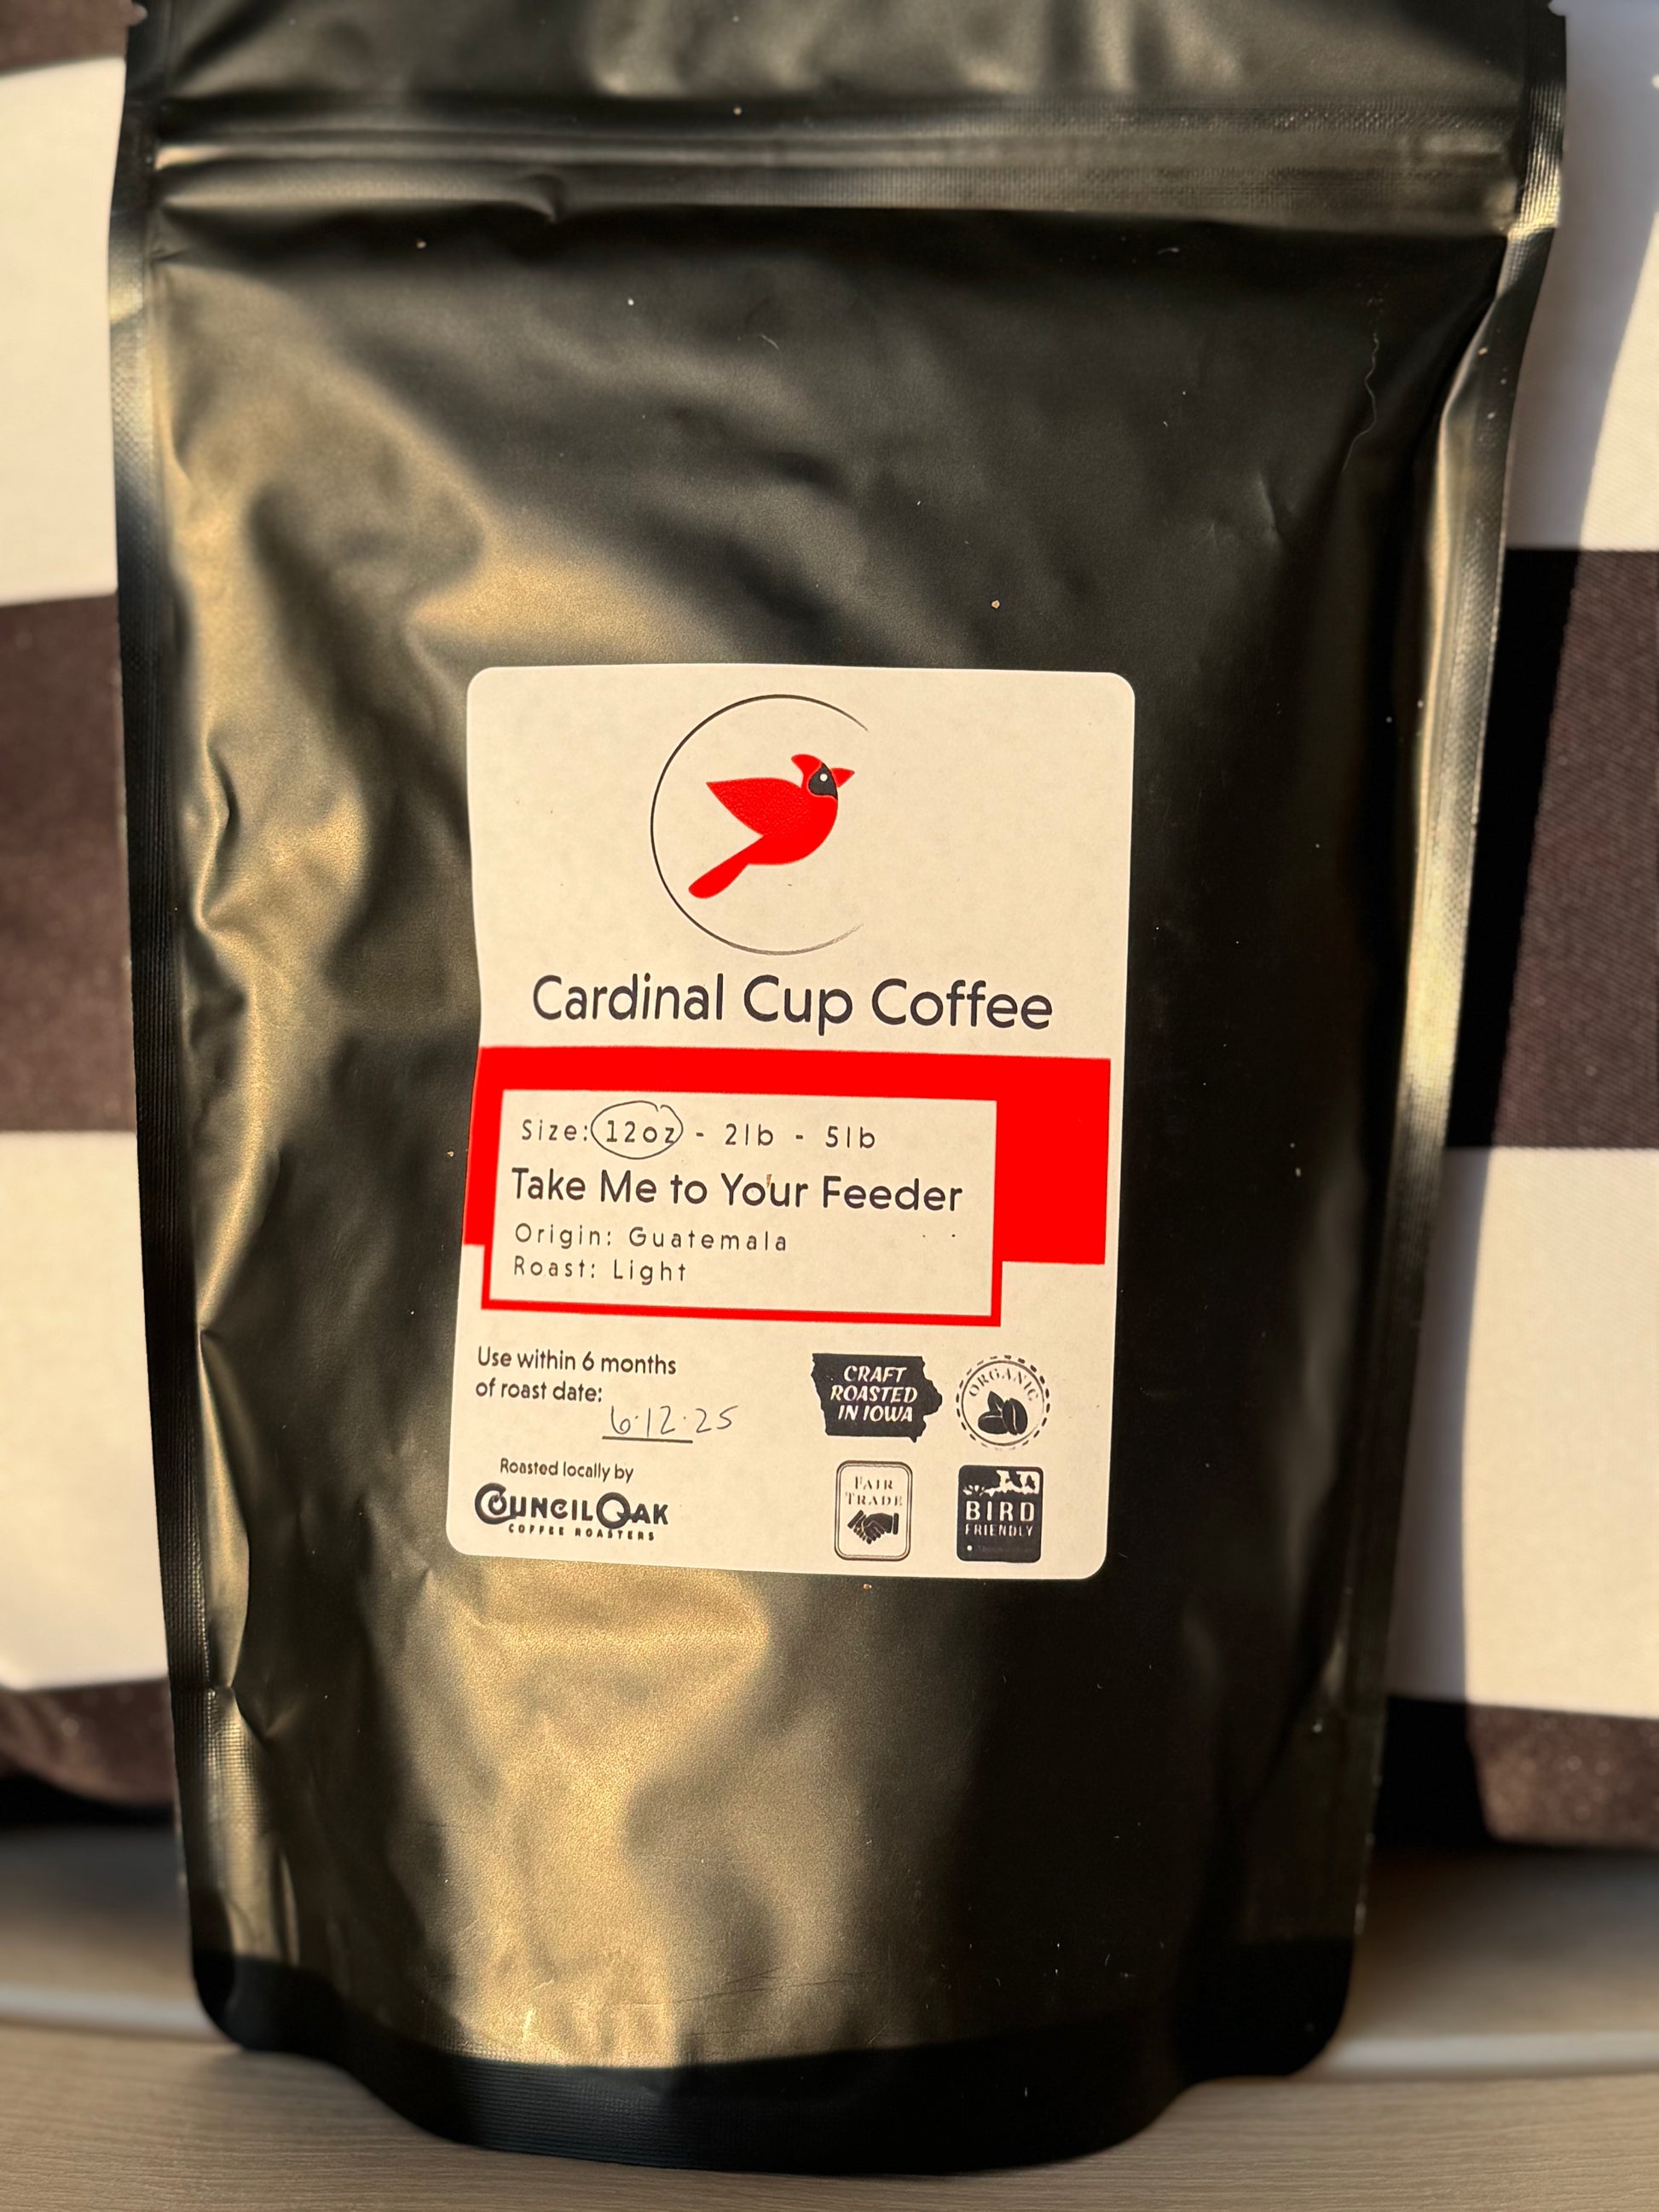 Cardinal Cup Coffee
Size: 12oz - 2lb - 5lb
Take Me to Your Feeder
Origin: Guatemala
Roast: Light
Use within 6 months
of roast date:
6.12.25
Roasted locally by
COUNCIL OAK
COFFEE ROASTERS
CRAFT
ROASTED
IN IOWA
ORGANIC
FAIR
TRADE
BIRD
FRIENDLY